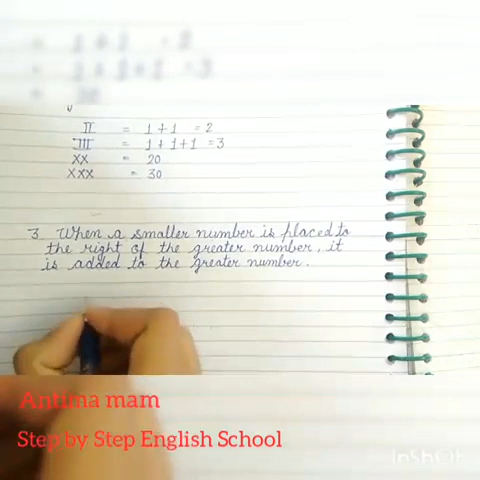 II = 1 + 1 = 2
III = 1 + 1 + 1 = 3
XX = 20
XXX = 30
3 When a smaller number is placed to
the right of the greater number, it
is added to the greater number.
Antima mam
Step by Step English School
InShOt